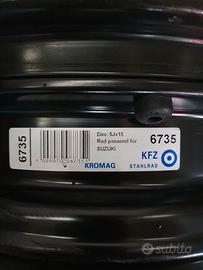 6735
Dim: 5Jx15
Rad passend für
SUZUKI
6735
KFZ
STAHLRAD
KROMAG
subito